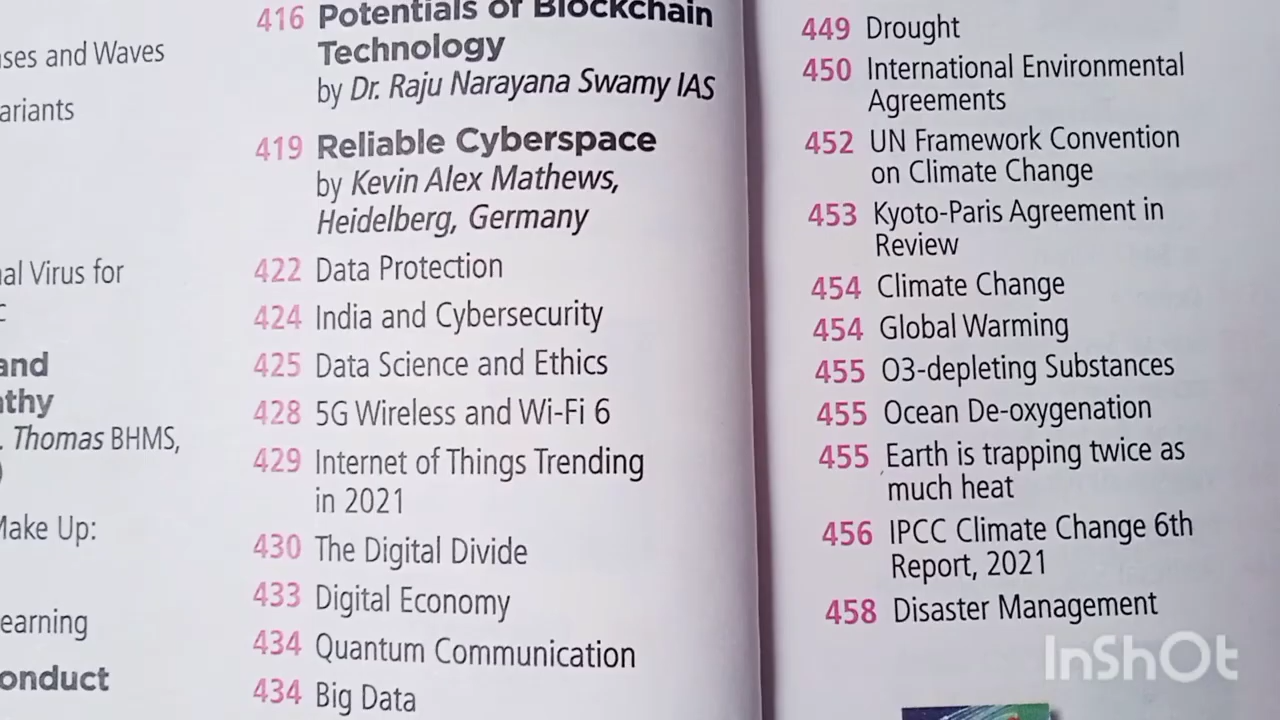 ses and Waves
ariants
al Virus for
and
thy
. Thomas BHMS,
)
Make Up:
earning
onduct
416 Potentials of Blockchain
Technology
by Dr. Raju Narayana Swamy IAS
419 Reliable Cyberspace
by Kevin Alex Mathews,
Heidelberg, Germany
422 Data Protection
424 India and Cybersecurity
425 Data Science and Ethics
428 5G Wireless and Wi-Fi 6
429 Internet of Things Trending
in 2021
430 The Digital Divide
433 Digital Economy
434 Quantum Communication
434 Big Data
449 Drought
450 International Environmental
Agreements
452 UN Framework Convention
on Climate Change
453 Kyoto-Paris Agreement in
Review
454 Climate Change
454 Global Warming
455 O3-depleting Substances
455 Ocean De-oxygenation
455 Earth is trapping twice as
much heat
456 IPCC Climate Change 6th
Report, 2021
458 Disaster Management
InShOt